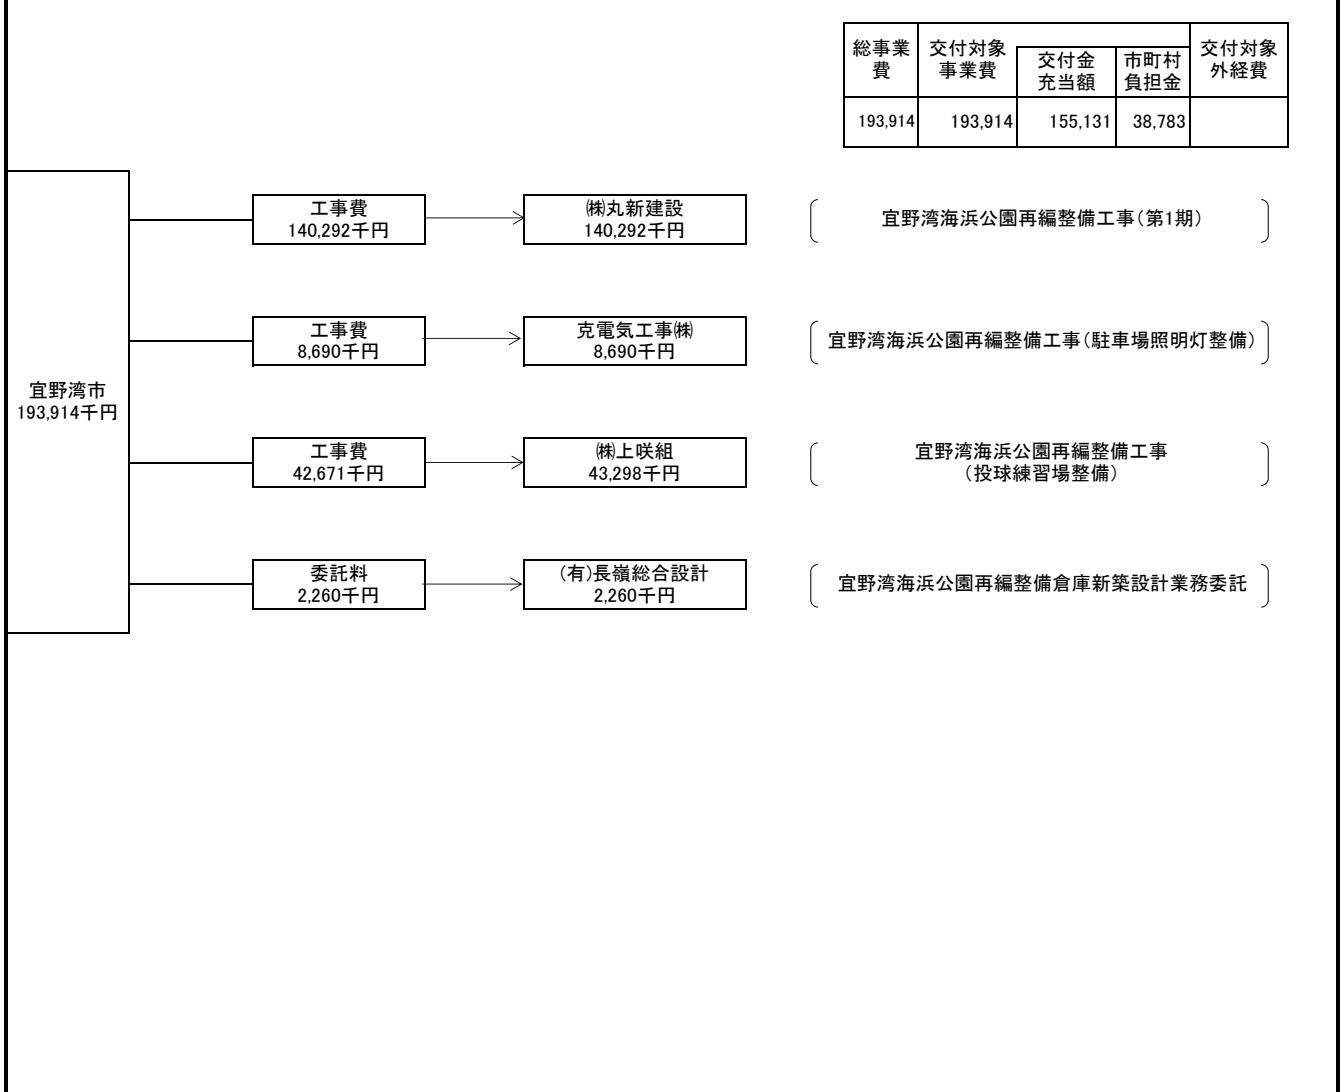 総事業
費
交付対象
事業費
交付金
充当額
市町村
負担金
交付対象
外経費
193,914
193,914
155,131
38,783
宜野湾市
193,914千円
工事費
140,292千円
㈱丸新建設
140,292千円
宜野湾海浜公園再編整備工事(第1期)
工事費
8,690千円
克電気工事㈱
8,690千円
宜野湾海浜公園再編整備工事(駐車場照明灯整備)
工事費
42,671千円
㈱上咲組
43,298千円
宜野湾海浜公園再編整備工事
(投球練習場整備)
委託料
2,260千円
(有)長嶺総合設計
2,260千円
宜野湾海浜公園再編整備倉庫新築設計業務委託